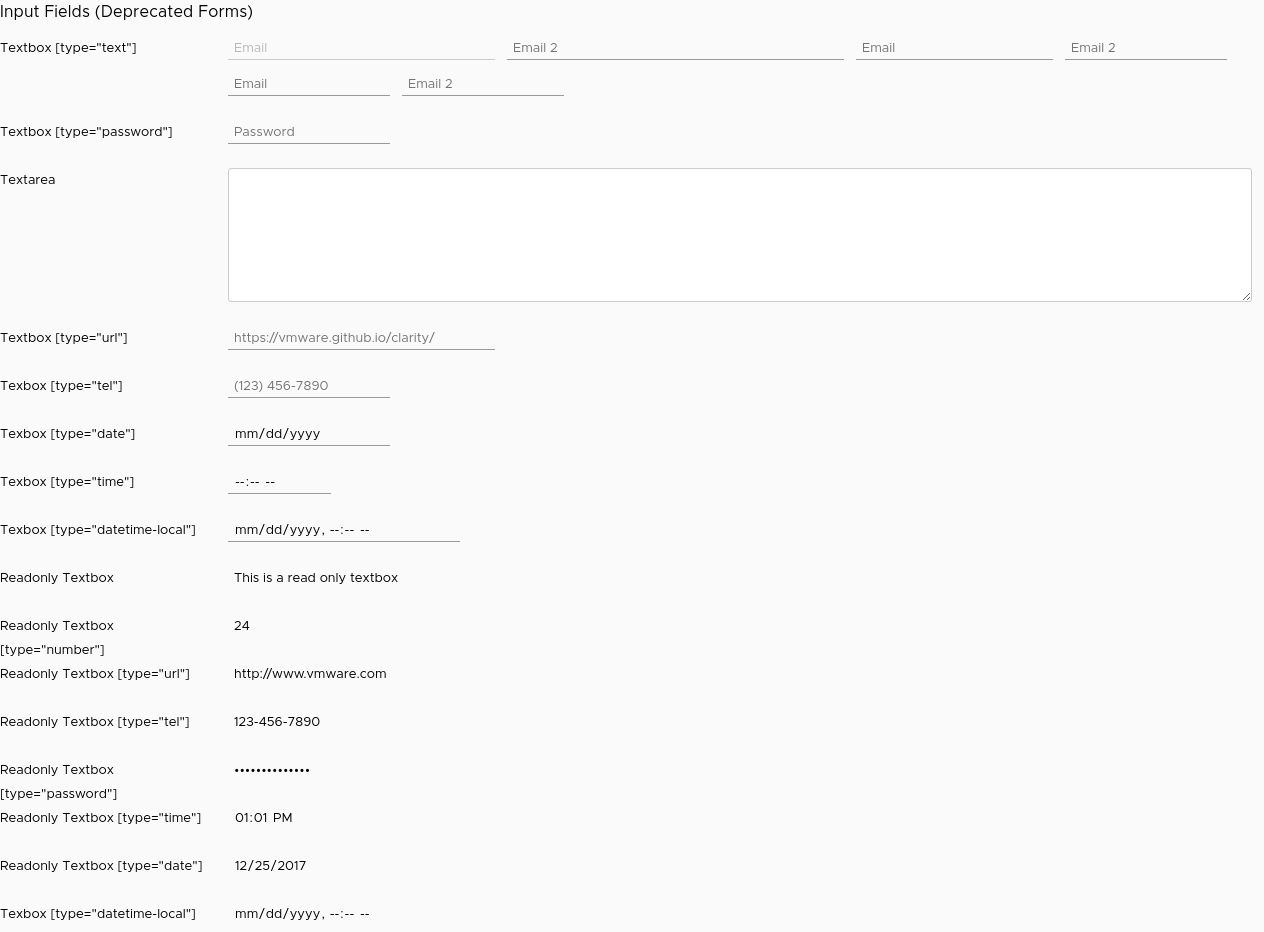 Input Fields (Deprecated Forms)
Textbox [type="text"] Email Email 2 Email Email 2
Email Email 2
Textbox [type="password"] Password
Textarea
Textbox [type="url"] https://vmware.github.io/clarity/
Texbox [type="tel"] (123) 456-7890
Texbox [type="date"] mm/dd/yyyy
Texbox [type="time"] --:-- --
Texbox [type="datetime-local"] mm/dd/yyyy, --:-- --
Readonly Textbox This is a read only textbox
Readonly Textbox 24
[type="number"]
Readonly Textbox [type="url"] http://www.vmware.com
Readonly Textbox [type="tel"] 123-456-7890
Readonly Textbox ••••••••••••••
[type="password"]
Readonly Textbox [type="time"] 01:01 PM
Readonly Textbox [type="date"] 12/25/2017
Texbox [type="datetime-local"] mm/dd/yyyy, --:-- --